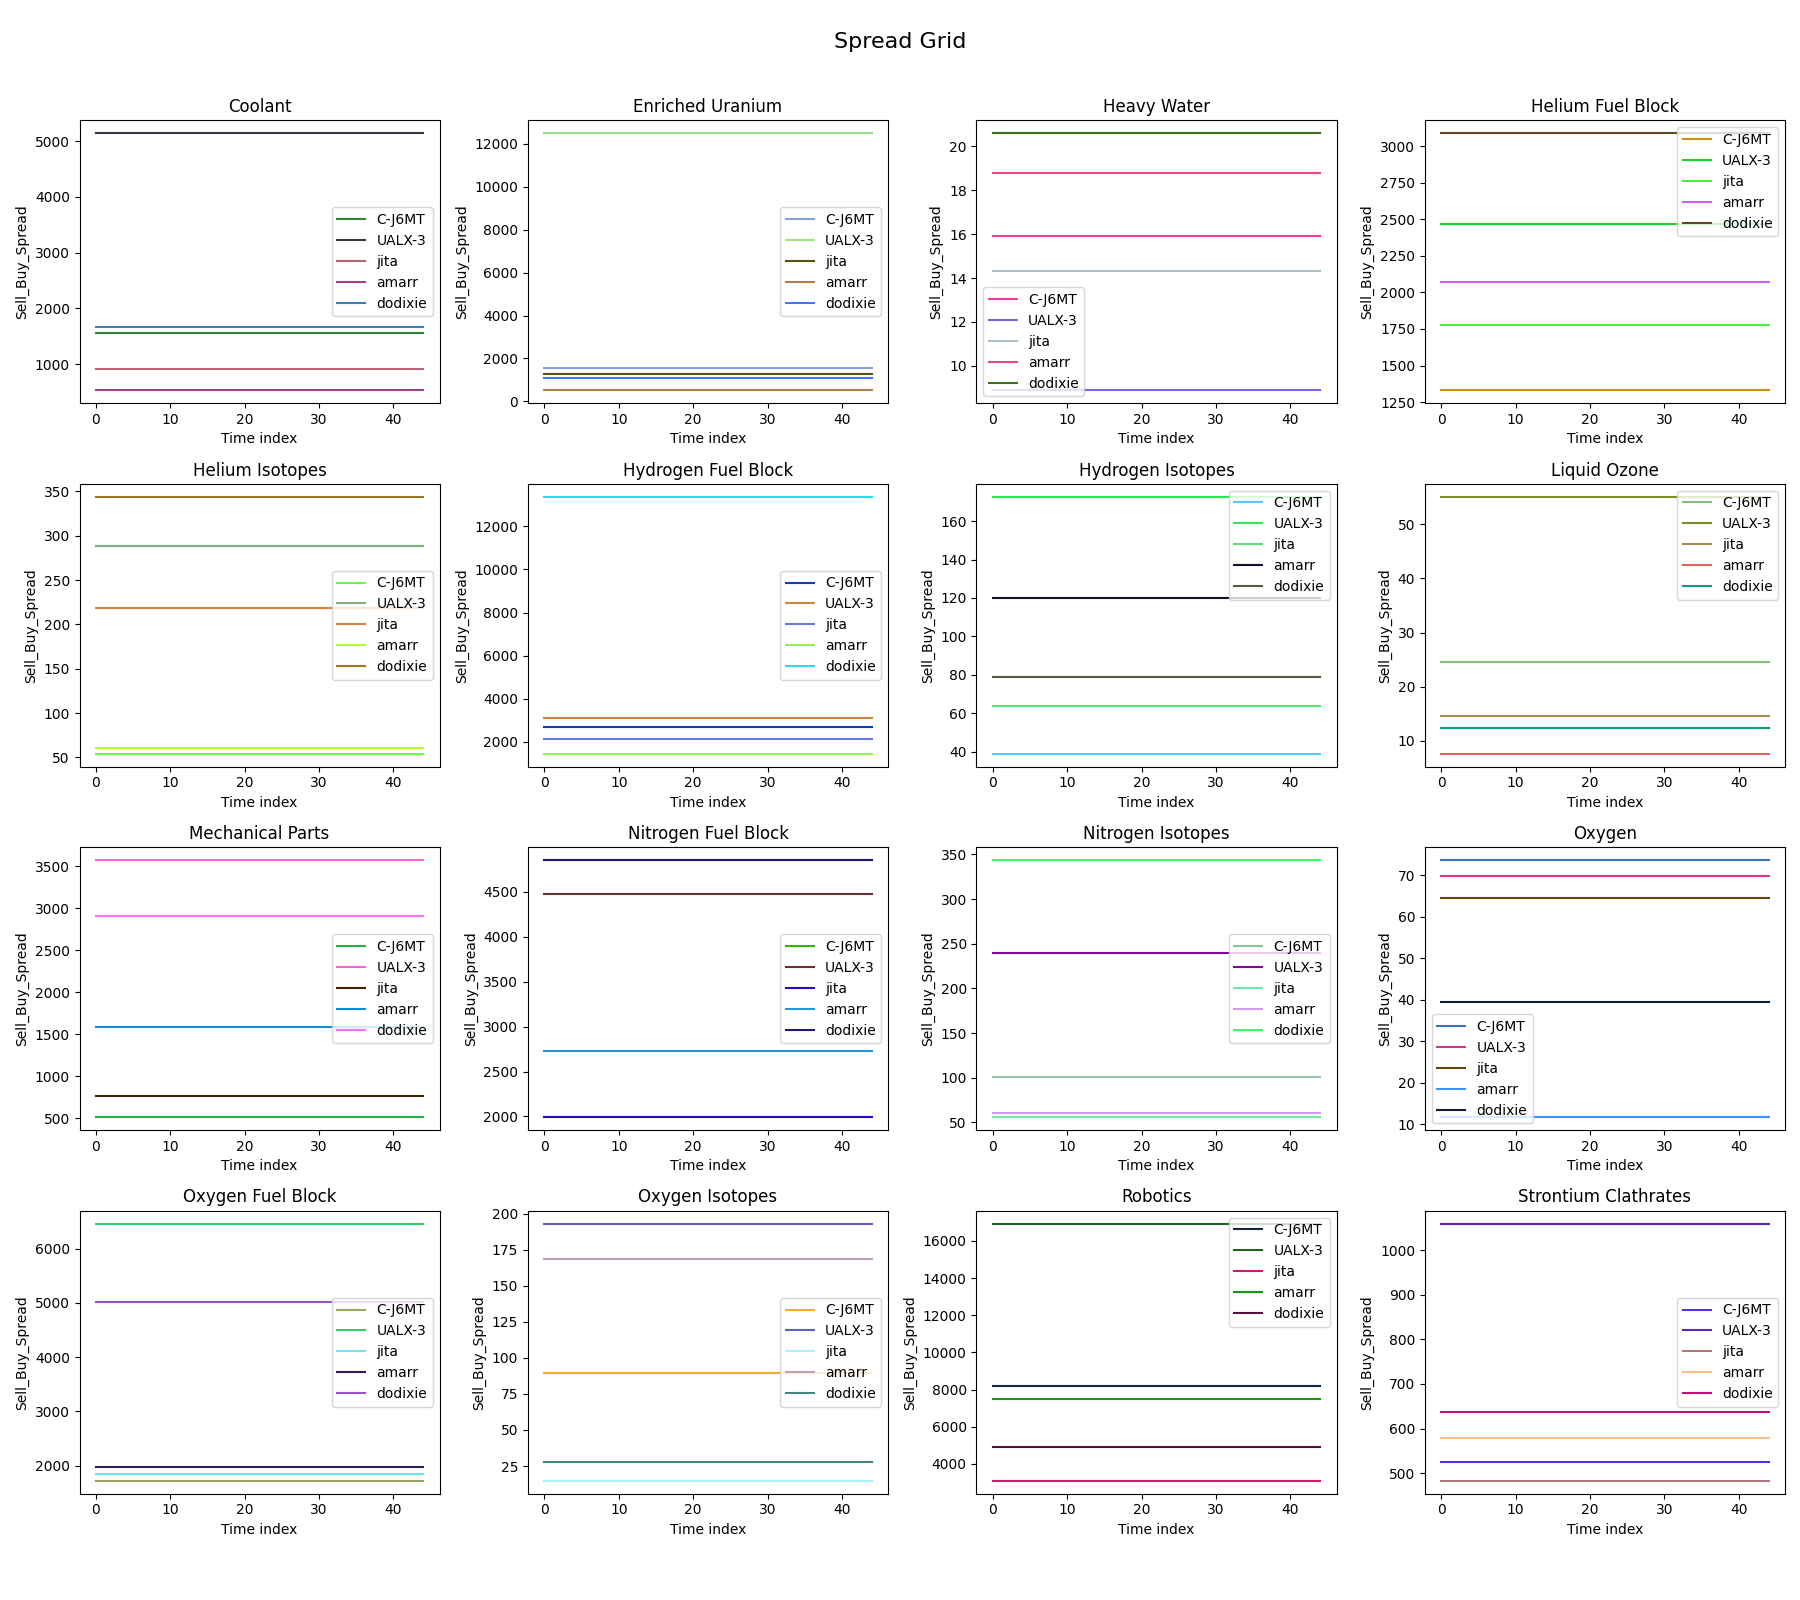 Spread Grid
Coolant
Sell_Buy_Spread
5000
4000
3000
2000
1000
C-J6MT
UALX-3
jita
amarr
dodixie
0 10 20 30 40
Time index
Enriched Uranium
Sell_Buy_Spread
12000
10000
8000
6000
4000
2000
0
C-J6MT
UALX-3
jita
amarr
dodixie
0 10 20 30 40
Time index
Heavy Water
Sell_Buy_Spread
20
18
16
14
12
10
C-J6MT
UALX-3
jita
amarr
dodixie
0 10 20 30 40
Time index
Helium Fuel Block
Sell_Buy_Spread
3000
2750
2500
2250
2000
1750
1500
1250
C-J6MT
UALX-3
jita
amarr
dodixie
0 10 20 30 40
Time index
Helium Isotopes
Sell_Buy_Spread
350
300
250
200
150
100
50
C-J6MT
UALX-3
jita
amarr
dodixie
0 10 20 30 40
Time index
Hydrogen Fuel Block
Sell_Buy_Spread
12000
10000
8000
6000
4000
2000
C-J6MT
UALX-3
jita
amarr
dodixie
0 10 20 30 40
Time index
Hydrogen Isotopes
Sell_Buy_Spread
160
140
120
100
80
60
40
C-J6MT
UALX-3
jita
amarr
dodixie
0 10 20 30 40
Time index
Liquid Ozone
Sell_Buy_Spread
50
40
30
20
10
C-J6MT
UALX-3
jita
amarr
dodixie
0 10 20 30 40
Time index
Mechanical Parts
Sell_Buy_Spread
3500
3000
2500
2000
1500
1000
500
C-J6MT
UALX-3
jita
amarr
dodixie
0 10 20 30 40
Time index
Nitrogen Fuel Block
Sell_Buy_Spread
4500
4000
3500
3000
2500
2000
C-J6MT
UALX-3
jita
amarr
dodixie
0 10 20 30 40
Time index
Nitrogen Isotopes
Sell_Buy_Spread
350
300
250
200
150
100
50
C-J6MT
UALX-3
jita
amarr
dodixie
0 10 20 30 40
Time index
Oxygen
Sell_Buy_Spread
70
60
50
40
30
20
10
C-J6MT
UALX-3
jita
amarr
dodixie
0 10 20 30 40
Time index
Oxygen Fuel Block
Sell_Buy_Spread
6000
5000
4000
3000
2000
C-J6MT
UALX-3
jita
amarr
dodixie
0 10 20 30 40
Time index
Oxygen Isotopes
Sell_Buy_Spread
200
175
150
125
100
75
50
25
C-J6MT
UALX-3
jita
amarr
dodixie
0 10 20 30 40
Time index
Robotics
Sell_Buy_Spread
16000
14000
12000
10000
8000
6000
4000
C-J6MT
UALX-3
jita
amarr
dodixie
0 10 20 30 40
Time index
Strontium Clathrates
Sell_Buy_Spread
1000
900
800
700
600
500
C-J6MT
UALX-3
jita
amarr
dodixie
0 10 20 30 40
Time index